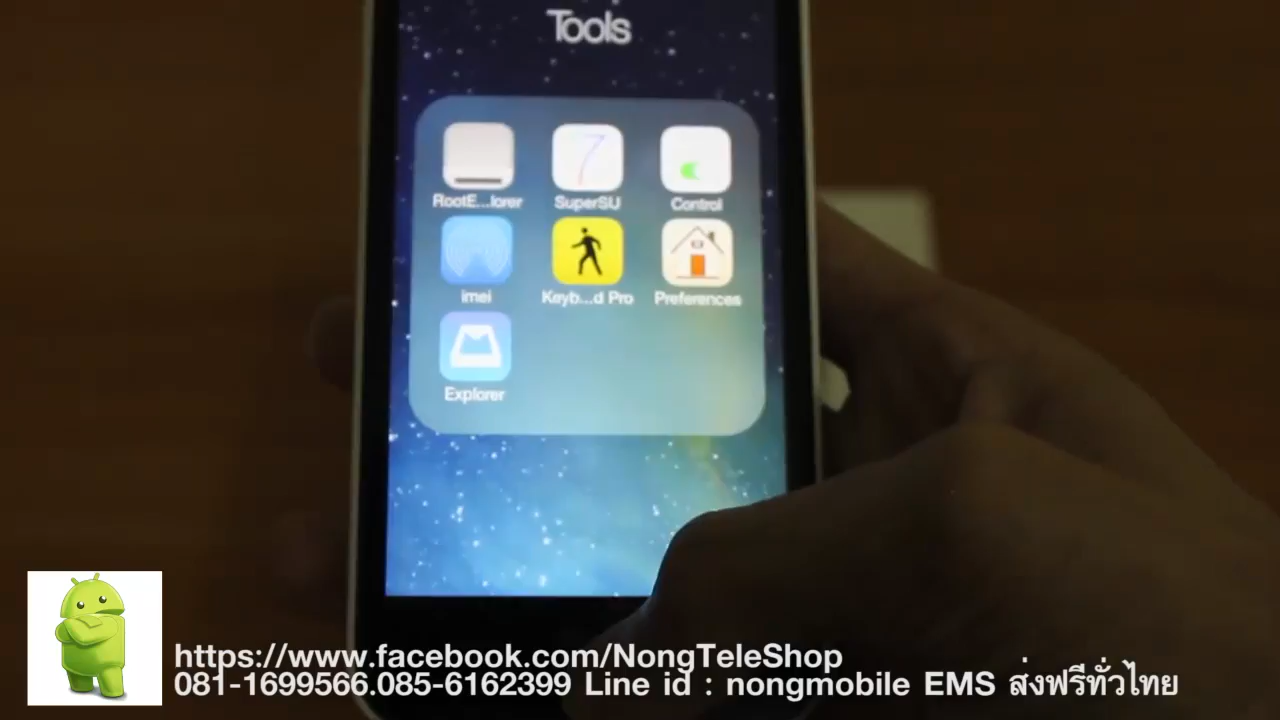 Tools
RootE...lorer SuperSU Control
imei Keyb...d Pro Preferences
Explorer
https://www.facebook.com/NongTeleShop
081-1699566.085-6162399 Line id : nongmobile EMS ส่งฟรีทั่วไทย